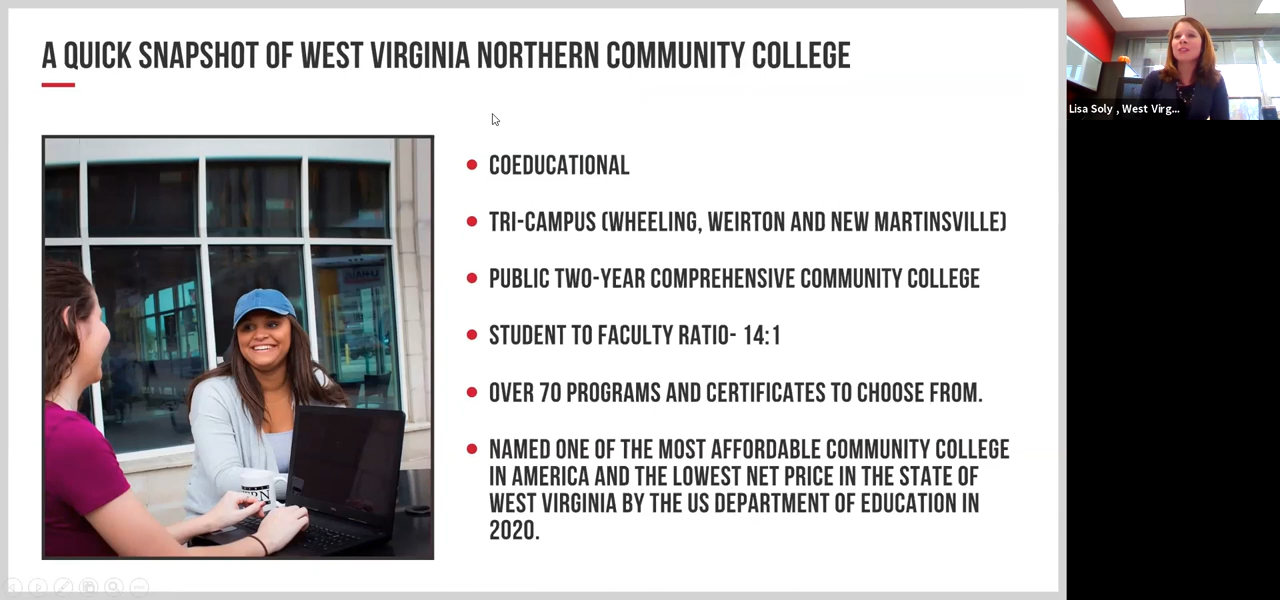 A QUICK SNAPSHOT OF WEST VIRGINIA NORTHERN COMMUNITY COLLEGE
COEDUCATIONAL
TRI-CAMPUS (WHEELING, WEIRTON AND NEW MARTINSVILLE)
PUBLIC TWO-YEAR COMPREHENSIVE COMMUNITY COLLEGE
STUDENT TO FACULTY RATIO- 14:1
OVER 70 PROGRAMS AND CERTIFICATES TO CHOOSE FROM.
NAMED ONE OF THE MOST AFFORDABLE COMMUNITY COLLEGE
IN AMERICA AND THE LOWEST NET PRICE IN THE STATE OF
WEST VIRGINIA BY THE US DEPARTMENT OF EDUCATION IN
2020.
Lisa Soly , West Virg...